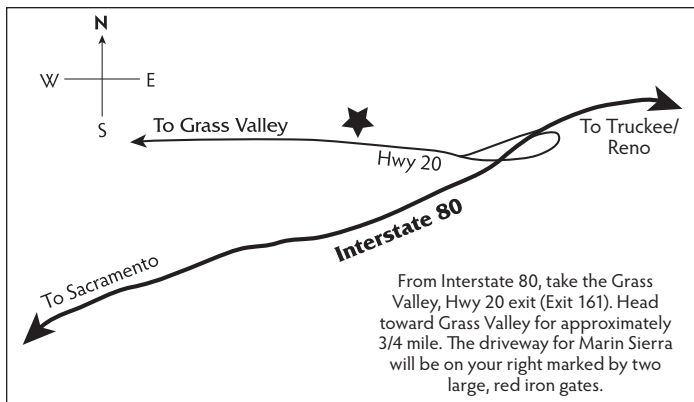 N
W E
S
To Grass Valley
Hwy 20
To Truckee/
Reno
Interstate 80
To Sacramento
From Interstate 80, take the Grass
Valley, Hwy 20 exit (Exit 161). Head
toward Grass Valley for approximately
3/4 mile. The driveway for Marin Sierra
will be on your right marked by two
large, red iron gates.